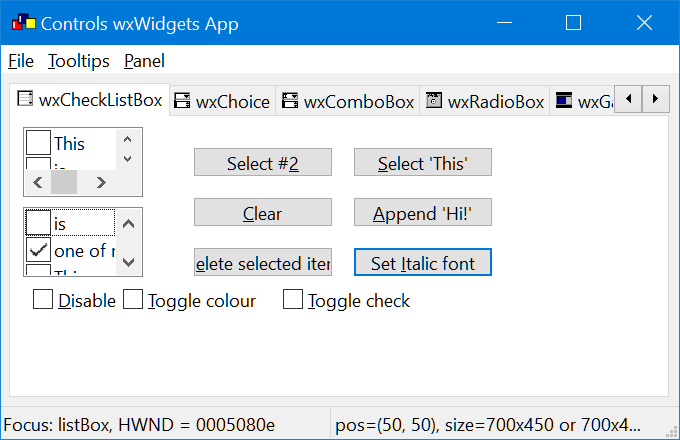 Controls wxWidgets App
File Tooltips Panel
wxCheckListBox wxChoice wxComboBox wxRadioBox wxGa
This
is
Select #2 Select 'This'
Clear Append 'Hi!'
is
one of
This
elete selected iter Set Italic font
Disable Toggle colour Toggle check
Focus: listBox, HWND = 0005080e pos=(50, 50), size=700x450 or 700x4...